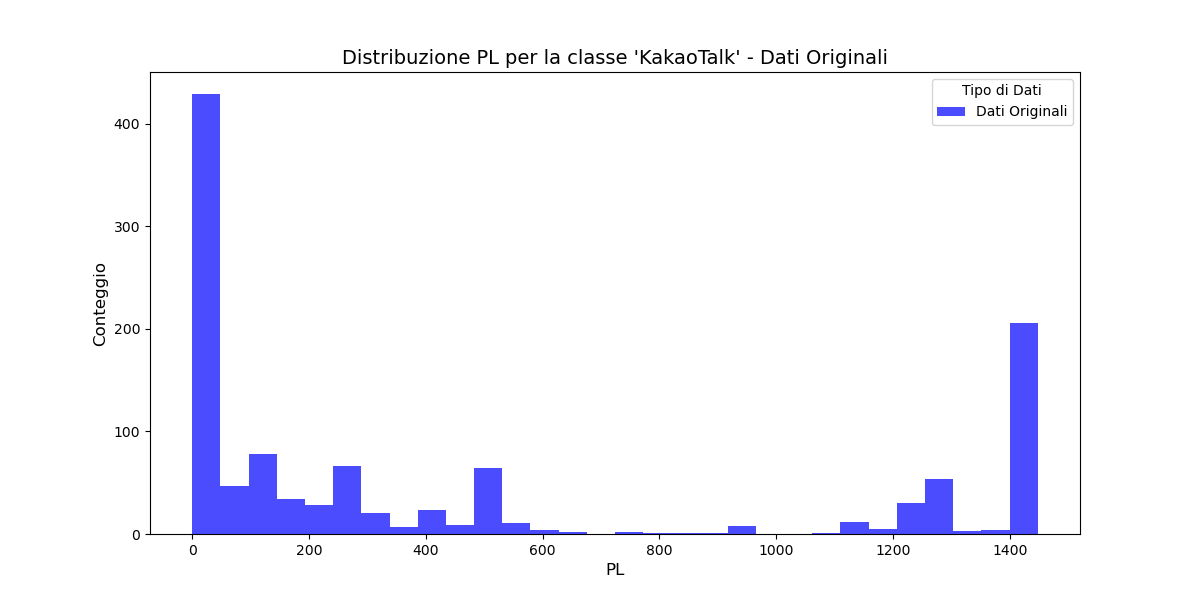 Distribuzione PL per la classe 'KakaoTalk' - Dati Originali
Tipo di Dati
Dati Originali
Conteggio
400
300
200
100
0
0 200 400 600 800 1000 1200 1400
PL